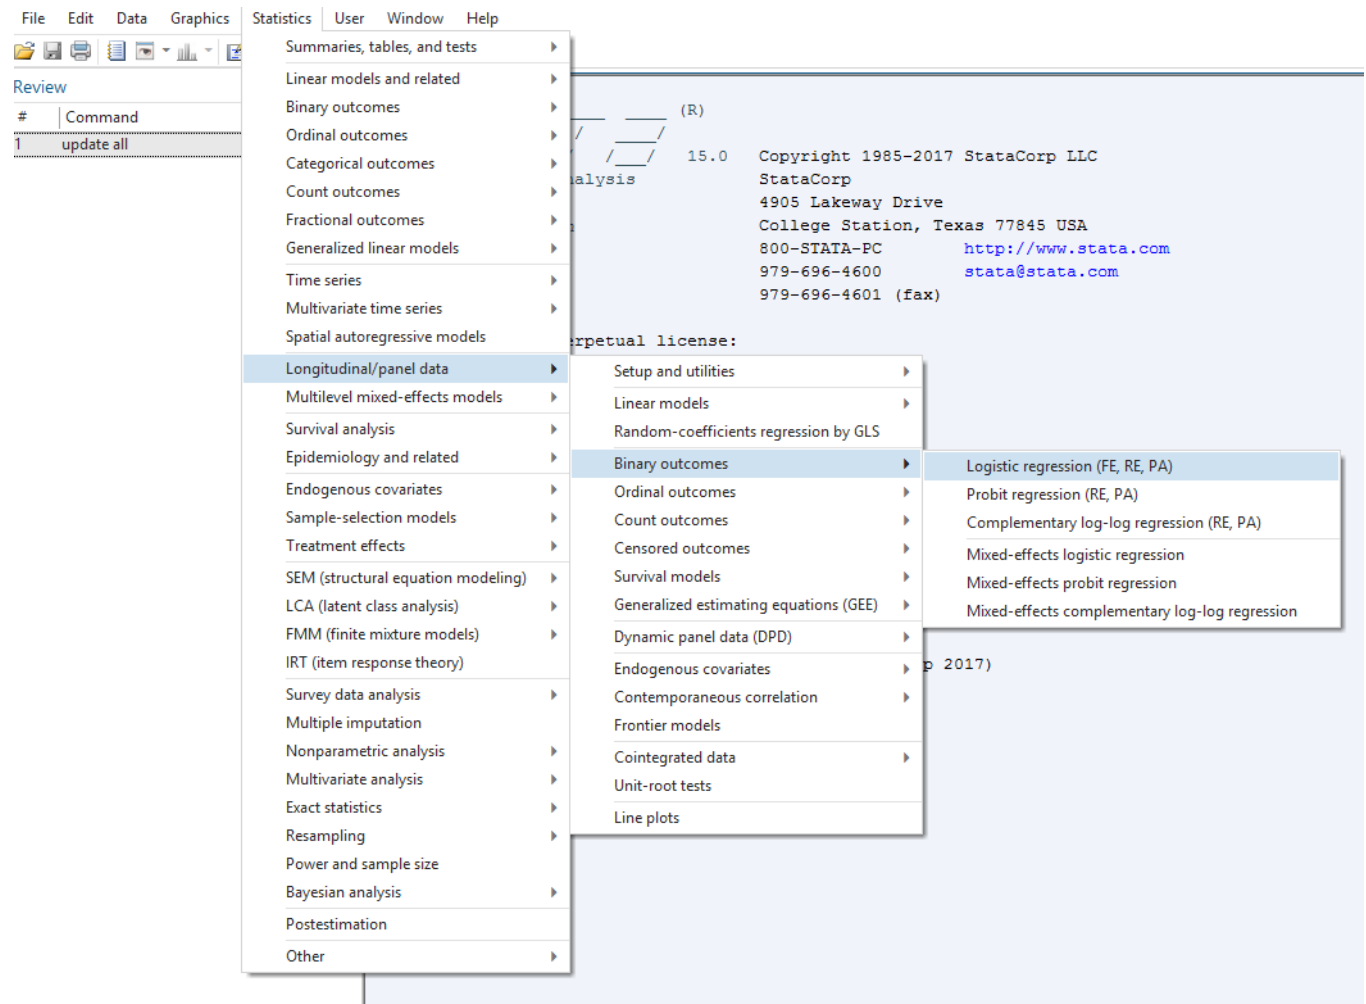 File Edit Data Graphics Statistics User Window Help
Review
# Command
1 update all
Summaries, tables, and tests
Linear models and related
Binary outcomes
Ordinal outcomes
Categorical outcomes
Count outcomes
Fractional outcomes
Generalized linear models
Time series
Multivariate time series
Spatial autoregressive models
Longitudinal/panel data
Multilevel mixed-effects models
Survival analysis
Epidemiology and related
Endogenous covariates
Sample-selection models
Treatment effects
SEM (structural equation modeling)
LCA (latent class analysis)
FMM (finite mixture models)
IRT (item response theory)
Survey data analysis
Multiple imputation
Nonparametric analysis
Multivariate analysis
Exact statistics
Resampling
Power and sample size
Bayesian analysis
Postestimation
Other
Setup and utilities
Linear models
Random-coefficients regression by GLS
Binary outcomes
Ordinal outcomes
Count outcomes
Censored outcomes
Survival models
Generalized estimating equations (GEE)
Dynamic panel data (DPD)
Endogenous covariates
Contemporaneous correlation
Frontier models
Cointegrated data
Unit-root tests
Line plots
Logistic regression (FE, RE, PA)
Probit regression (RE, PA)
Complementary log-log regression (RE, PA)
Mixed-effects logistic regression
Mixed-effects probit regression
Mixed-effects complementary log-log regression
(R)
15.0 Copyright 1985-2017 StataCorp LLC
alysis StataCorp
4905 Lakeway Drive
College Station, Texas 77845 USA
800-STATA-PC http://www.stata.com
979-696-4600 stata@stata.com
979-696-4601 (fax)
rpetual license:
p 2017)